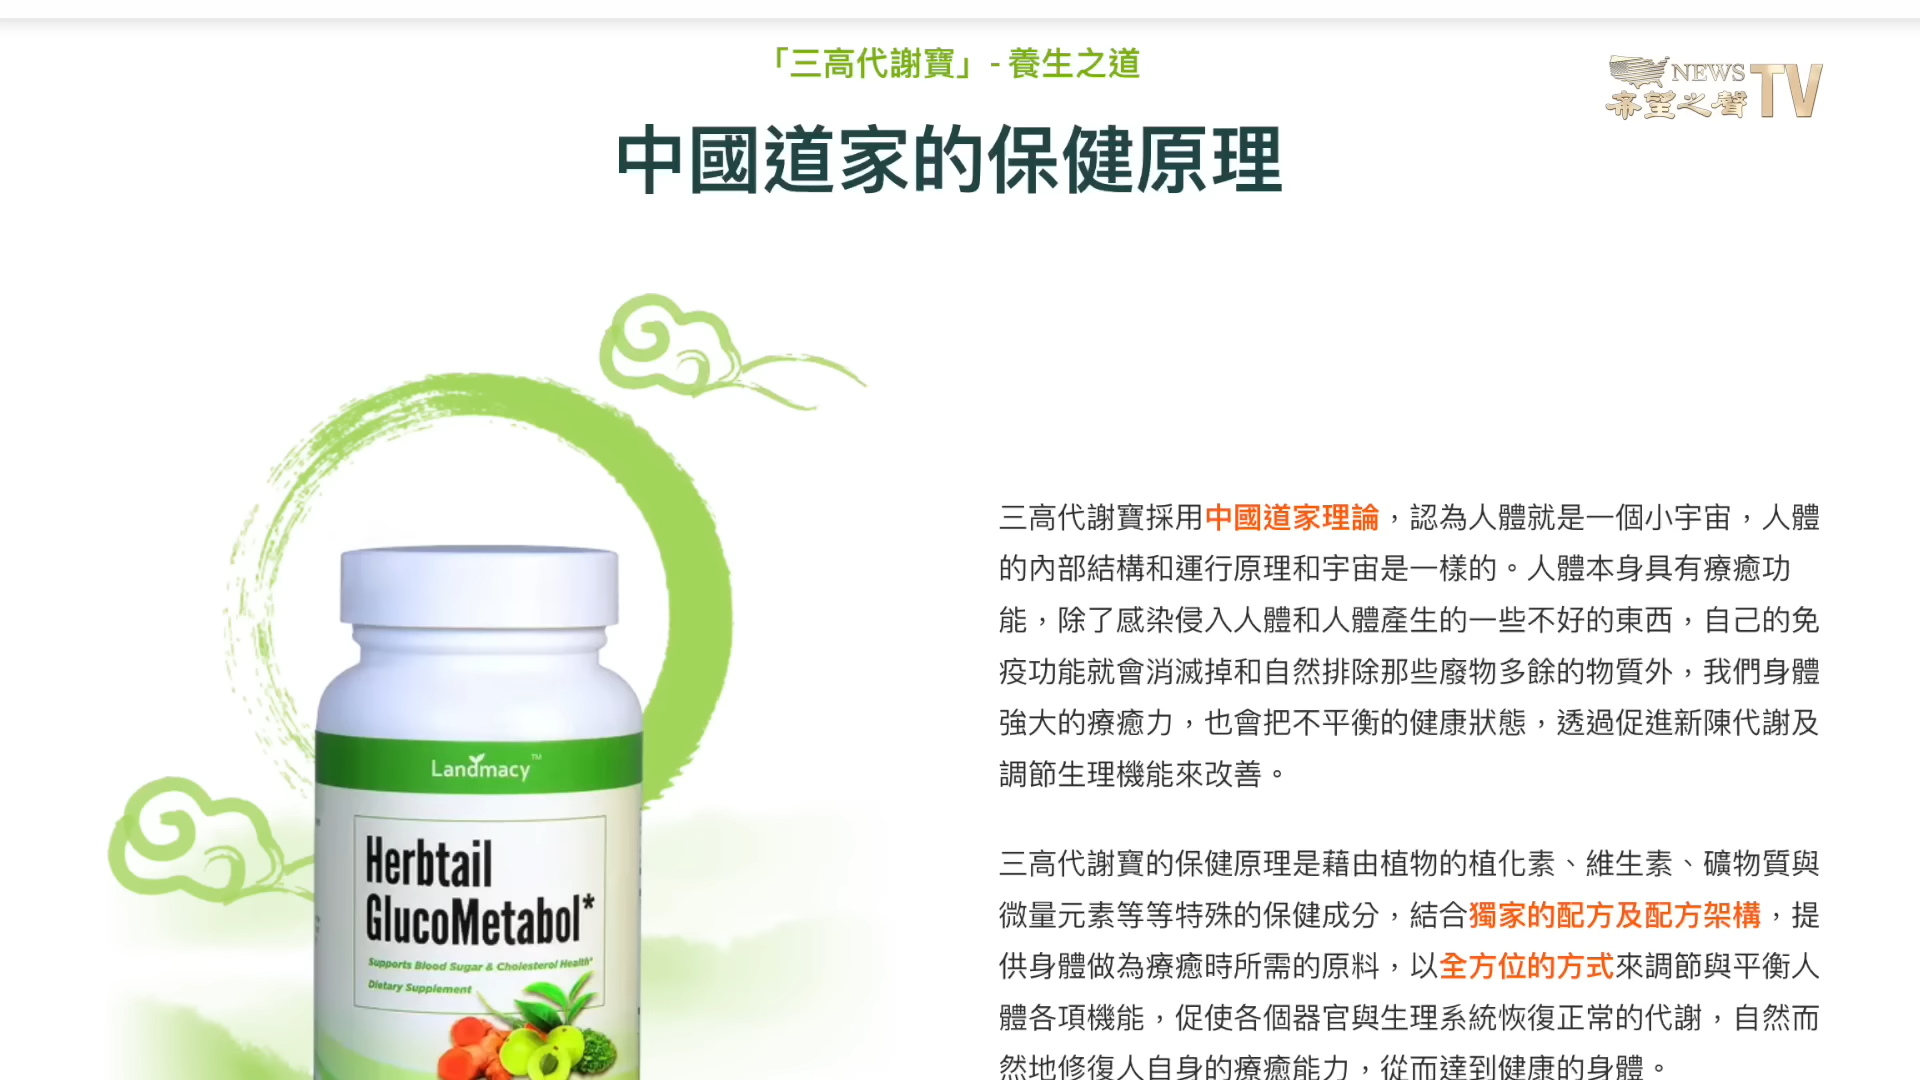 「三高代謝寶」- 養生之道
NEWS
希望之聲
TV
中國道家的保健原理
三高代謝寶採用中國道家理論，認為人體就是一個小宇宙，人體
的內部結構和運行原理和宇宙是一樣的。人體本身具有療癒功
能，除了感染侵入人體和人體產生的一些不好的東西，自己的免
疫功能就會消滅掉和自然排除那些廢物多餘的物質外，我們身體
強大的療癒力，也會把不平衡的健康狀態，透過促進新陳代謝及
調節生理機能來改善。
三高代謝寶的保健原理是藉由植物的植化素、維生素、礦物質與
微量元素等等特殊的保健成分，結合獨家的配方及配方架構，提
供身體做為療癒時所需的原料，以全方位的方式來調節與平衡人
體各項機能，促使各個器官與生理系統恢復正常的代謝，自然而
然地修復人自身的療癒能力，從而達到健康的身體。
Landmacy™
Herbtail
GlucoMetabol*
Supports Blood Sugar & Cholesterol Health*
Dietary Supplement